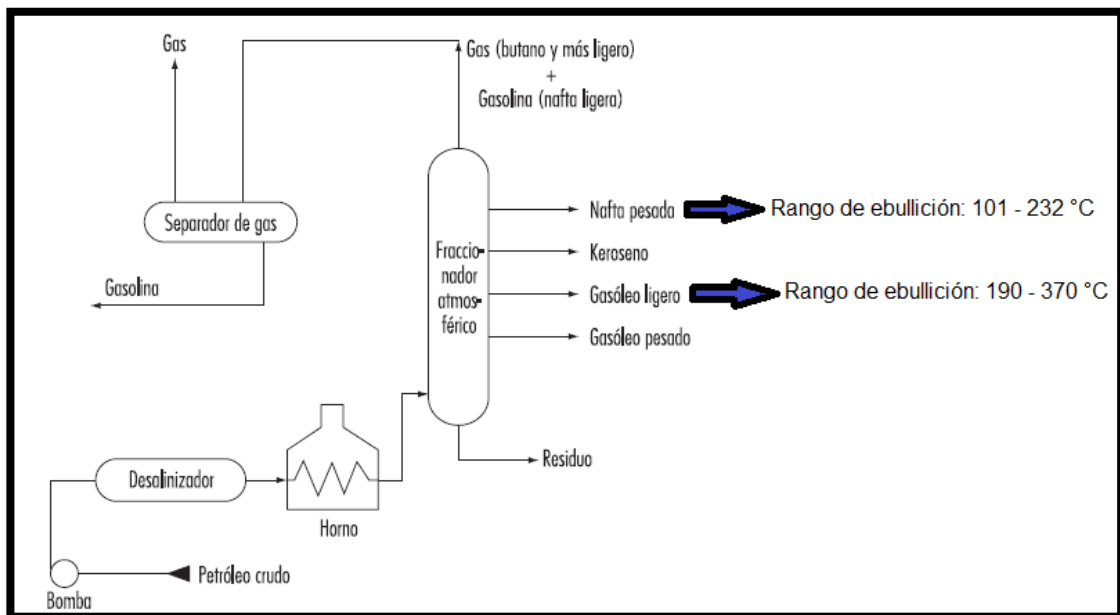 Gas
Gas (butano y más ligero)
+
Gasolina (nafta ligera)
Separador de gas
Gasolina
Fraccio-
nador
atmos-
férico
Nafta pesada
Rango de ebullición: 101 - 232 °C
Keroseno
Gasóleo ligero
Rango de ebullición: 190 - 370 °C
Gasóleo pesado
Residuo
Desalinizador
Horno
Petróleo crudo
Bomba